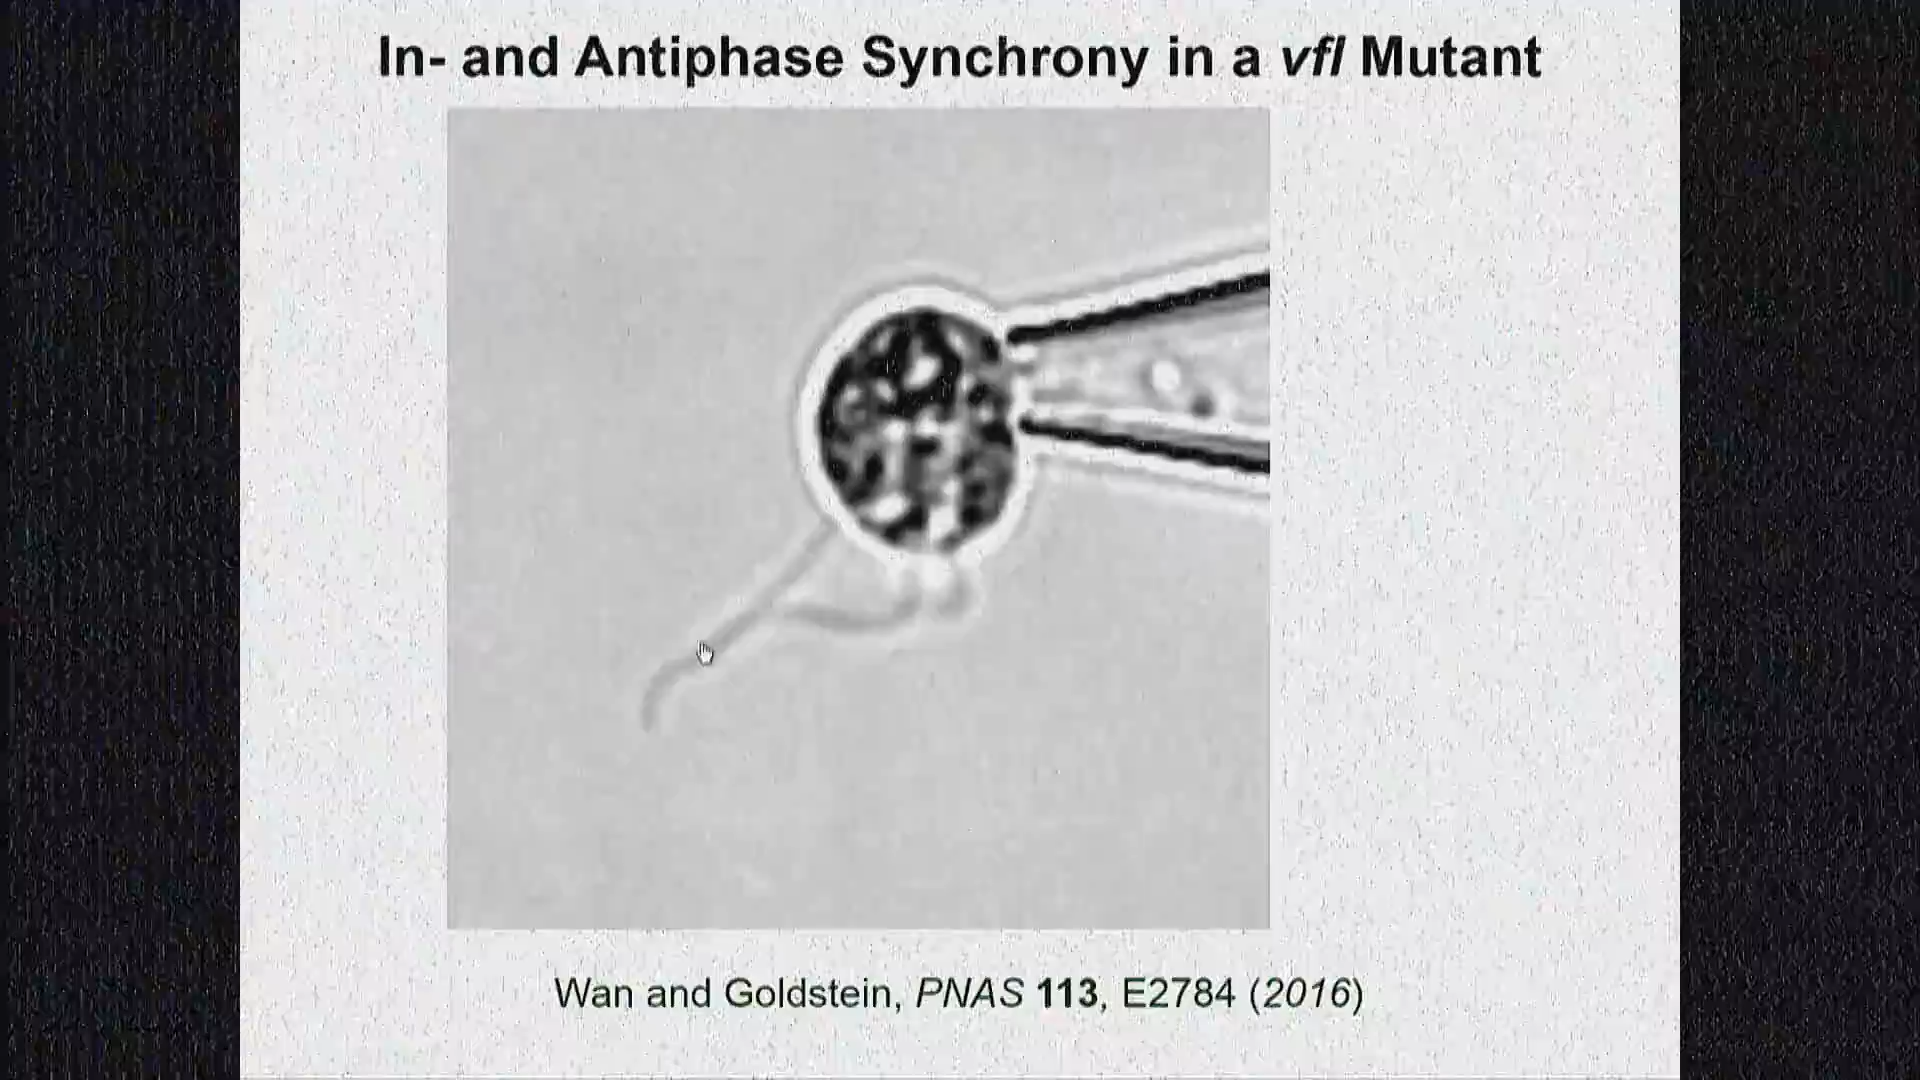 In- and Antiphase Synchrony in a vfl Mutant
Wan and Goldstein, PNAS 113, E2784 (2016)